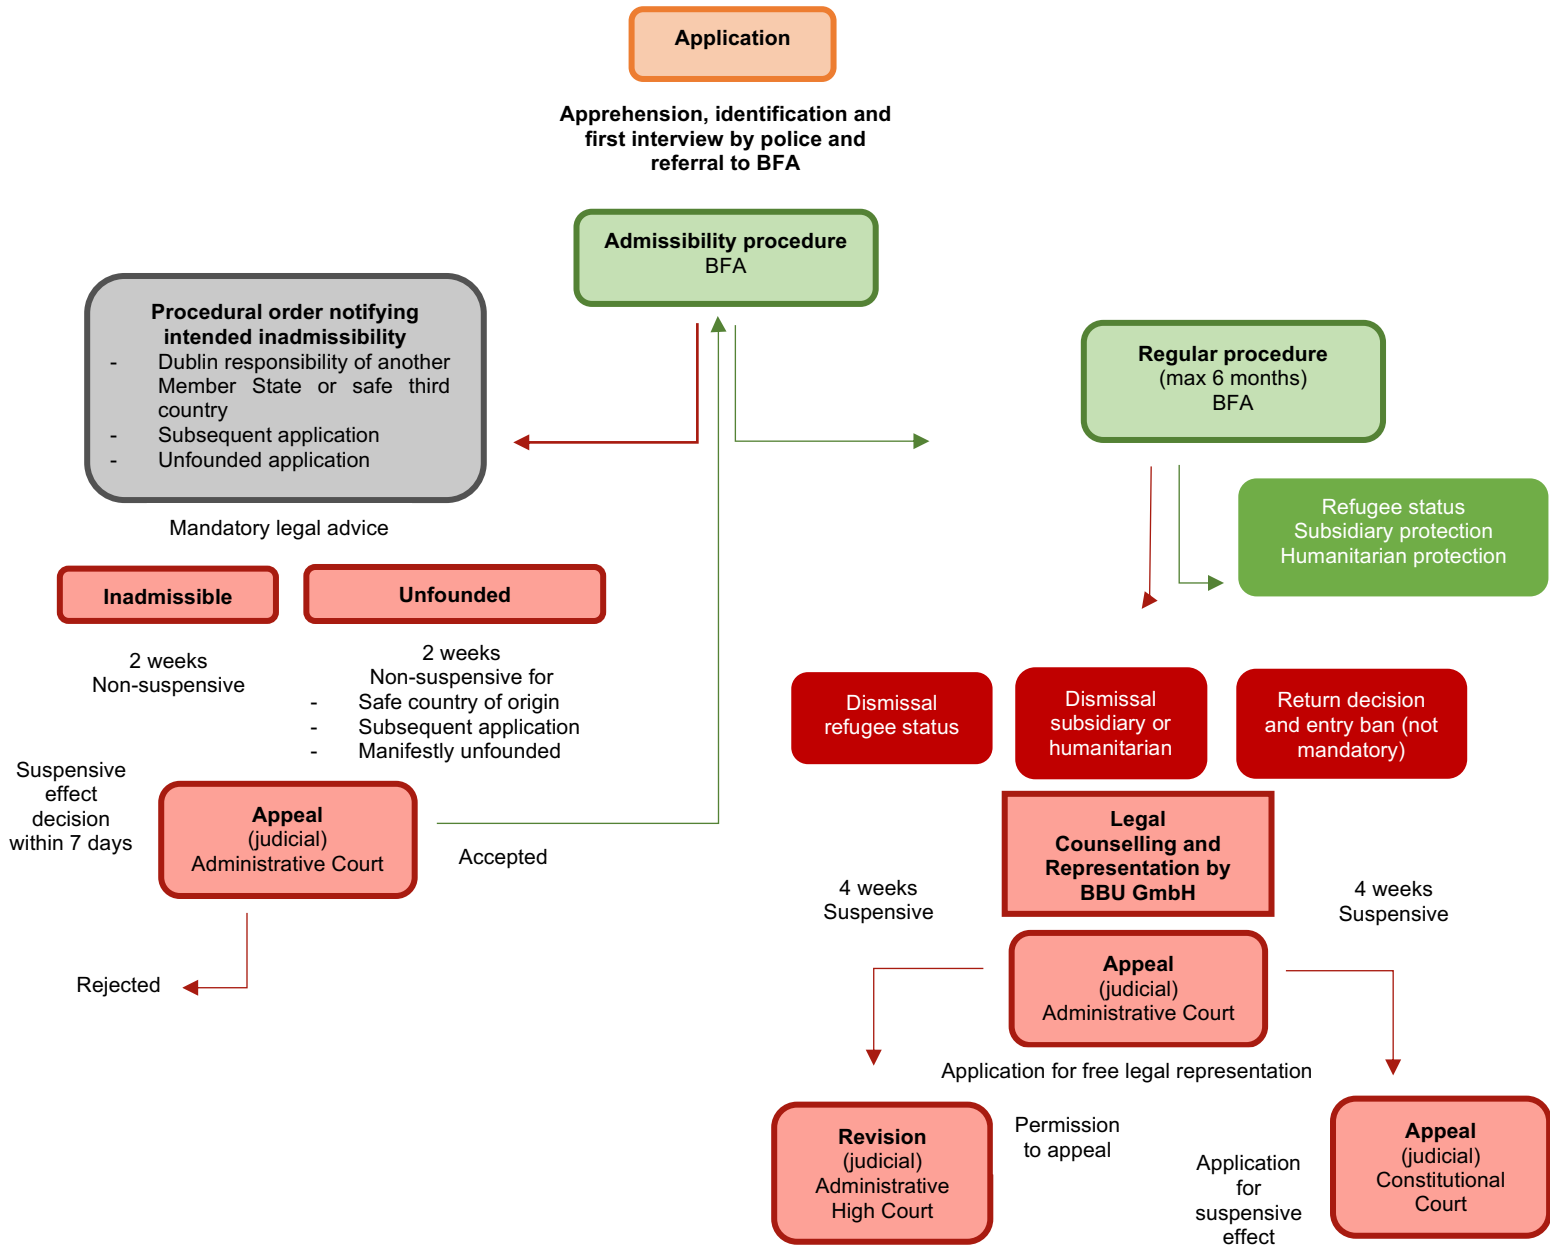 Application
Apprehension, identification and
first interview by police and
referral to BFA
Admissibility procedure
BFA
Procedural order notifying
intended inadmissibility
- Dublin responsibility of another
Member State or safe third
country
- Subsequent application
- Unfounded application
Mandatory legal advice
Regular procedure
(max 6 months)
BFA
Refugee status
Subsidiary protection
Humanitarian protection
Inadmissible
Unfounded
2 weeks
Non-suspensive
2 weeks
Non-suspensive for
- Safe country of origin
- Subsequent application
- Manifestly unfounded
Suspensive
effect
decision
within 7 days
Appeal
(judicial)
Administrative Court
Accepted
Rejected
Dismissal
refugee status
Dismissal
subsidiary or
humanitarian
Return decision
and entry ban (not
mandatory)
Legal
Counselling and
Representation by
BBU GmbH
4 weeks
Suspensive
4 weeks
Suspensive
Appeal
(judicial)
Administrative Court
Application for free legal representation
Revision
(judicial)
Administrative
High Court
Permission
to appeal
Application
for
suspensive
effect
Appeal
(judicial)
Constitutional
Court